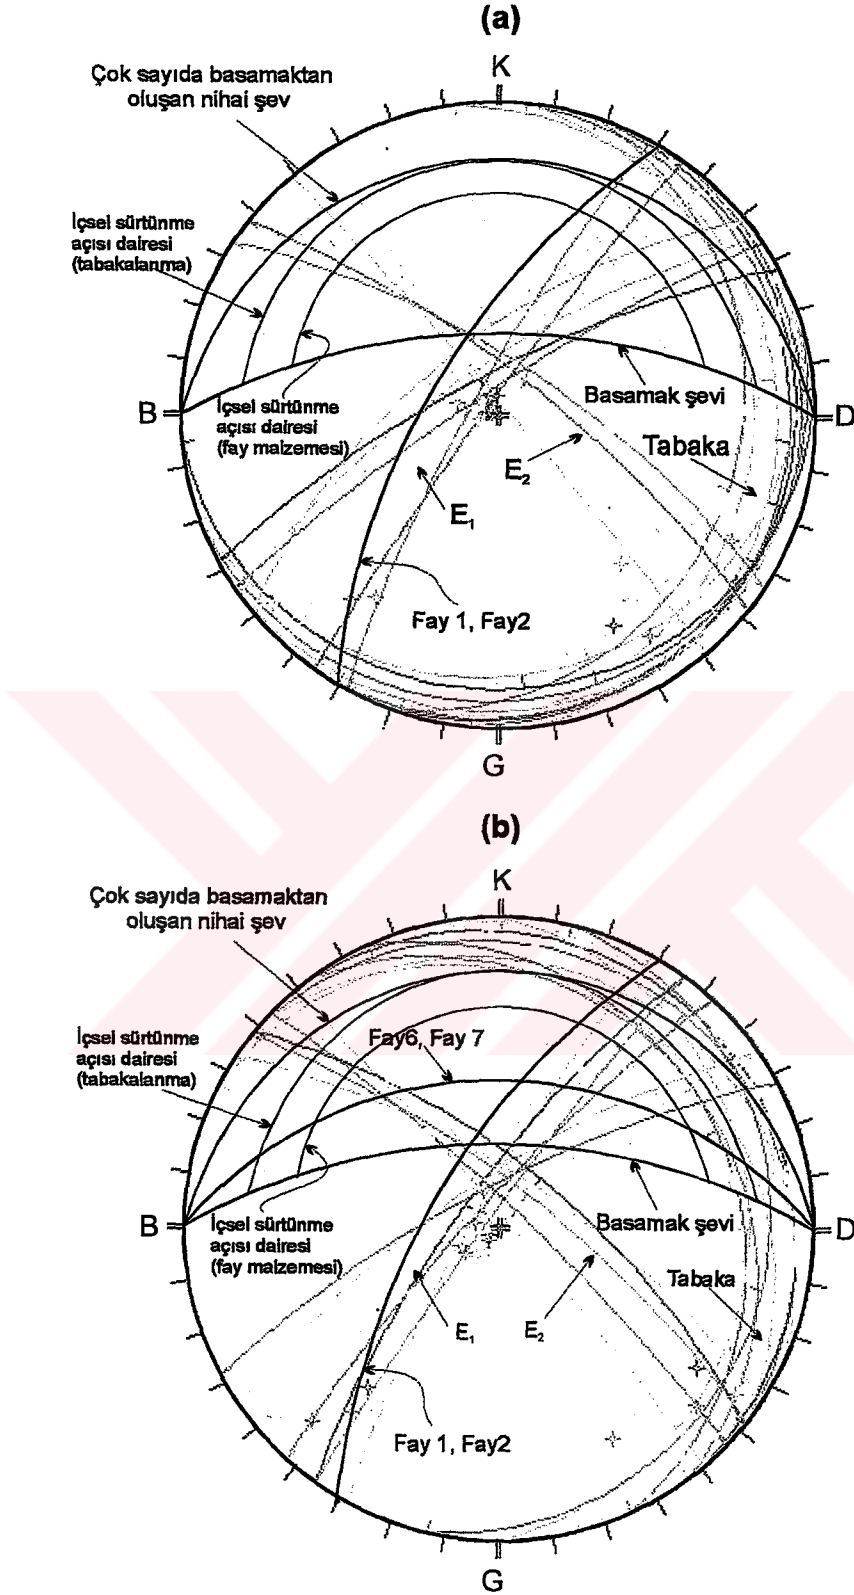 (a)
K
Çok sayıda basamaktan
oluşan nihai şev
İçsel sürtünme
açısı dairesi
(tabakalanma)
B
İçsel sürtünme
açısı dairesi
(fay malzemesi)
Basamak şevi
D
Tabaka
E₂
E₁
Fay 1, Fay2
G
(b)
K
Çok sayıda basamaktan
oluşan nihai şev
İçsel sürtünme
açısı dairesi
(tabakalanma)
Fay6, Fay 7
B
İçsel sürtünme
açısı dairesi
(fay malzemesi)
Basamak şevi
D
Tabaka
E₁
E₂
Fay 1, Fay2
G